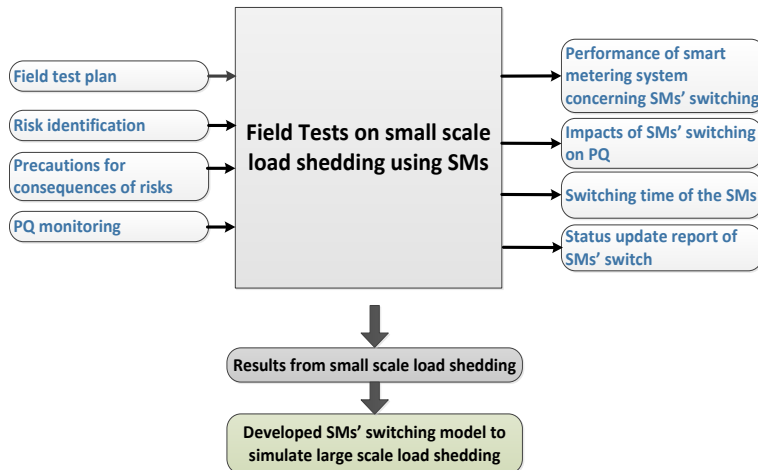 Field test plan
Risk identification
Precautions for
consequences of risks
PQ monitoring
Field Tests on small scale
load shedding using SMs
Performance of smart
metering system
concerning SMs' switching
Impacts of SMs' switching
on PQ
Switching time of the SMs
Status update report of
SMs' switch
Results from small scale load shedding
Developed SMs' switching model to
simulate large scale load shedding